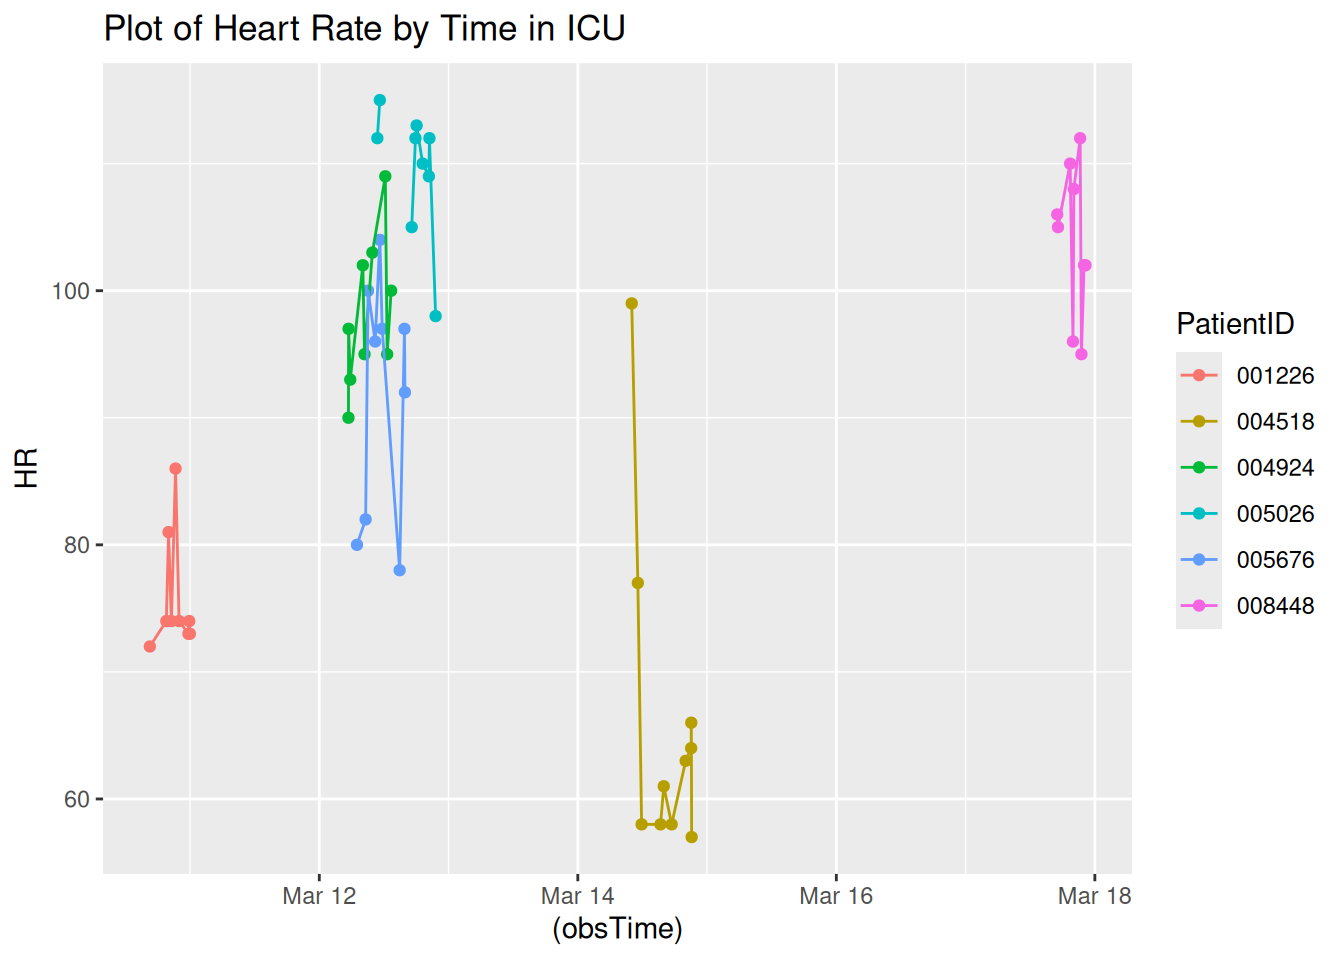 Plot of Heart Rate by Time in ICU
HR
100
80
60
Mar 12
Mar 14
Mar 16
Mar 18
(obsTime)
PatientID
001226
004518
004924
005026
005676
008448